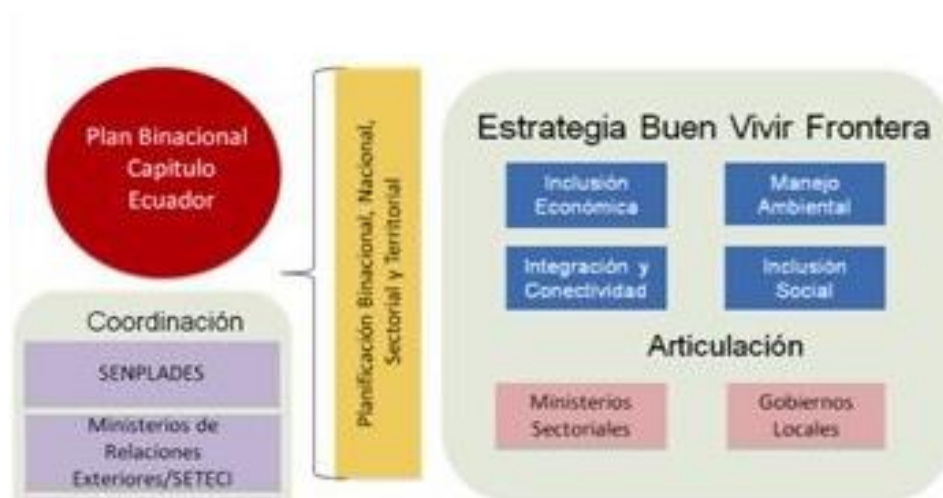 Plan Binacional
Capitulo
Ecuador
Coordinación
SENPLADES
Ministerios de
Relaciones
Exteriores/SETECI
Planificación Binacional, Nacional,
Sectorial y Territorial
Estrategia Buen Vivir Frontera
Inclusión
Económica
Manejo
Ambiental
Integración y
Conectividad
Inclusión
Social
Articulación
Ministerios
Sectoriales
Gobiernos
Locales